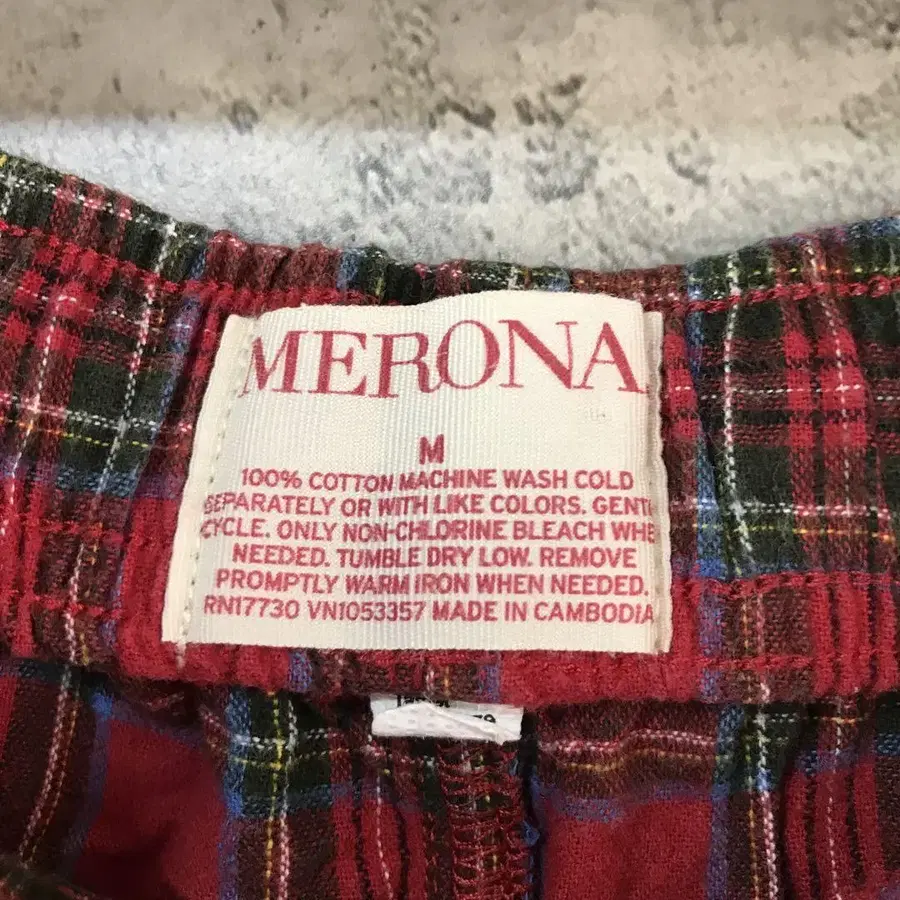 MERONA
M
100% COTTON MACHINE WASH COLD
SEPARATELY OR WITH LIKE COLORS. GENT
CYCLE. ONLY NON-CHLORINE BLEACH WHE
NEEDED. TUMBLE DRY LOW. REMOVE
PROMPTLY WARM IRON WHEN NEEDED.
RN17730 VN1053357 MADE IN CAMBODIA